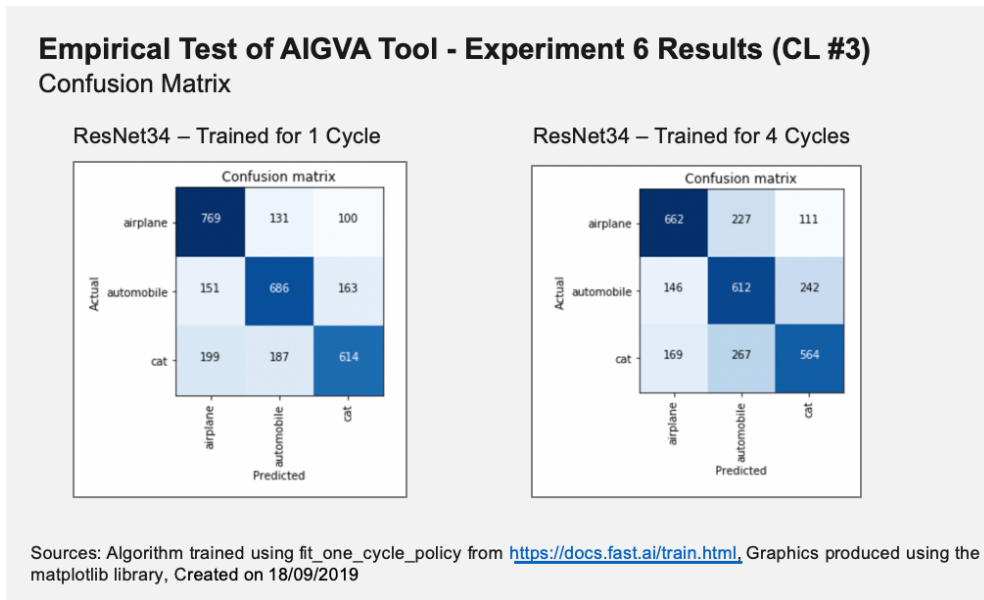 Empirical Test of AIGVA Tool - Experiment 6 Results (CL #3)
Confusion Matrix
ResNet34 – Trained for 1 Cycle
Confusion matrix
Actual
airplane
769 131 100
automobile
151 686 163
cat
199 187 614
airplane
automobile
cat
Predicted
ResNet34 – Trained for 4 Cycles
Confusion matrix
Actual
airplane
662 227 111
automobile
146 612 242
cat
169 267 564
airplane
automobile
cat
Predicted
Sources: Algorithm trained using fit_one_cycle_policy from https://docs.fast.ai/train.html, Graphics produced using the
matplotlib library, Created on 18/09/2019